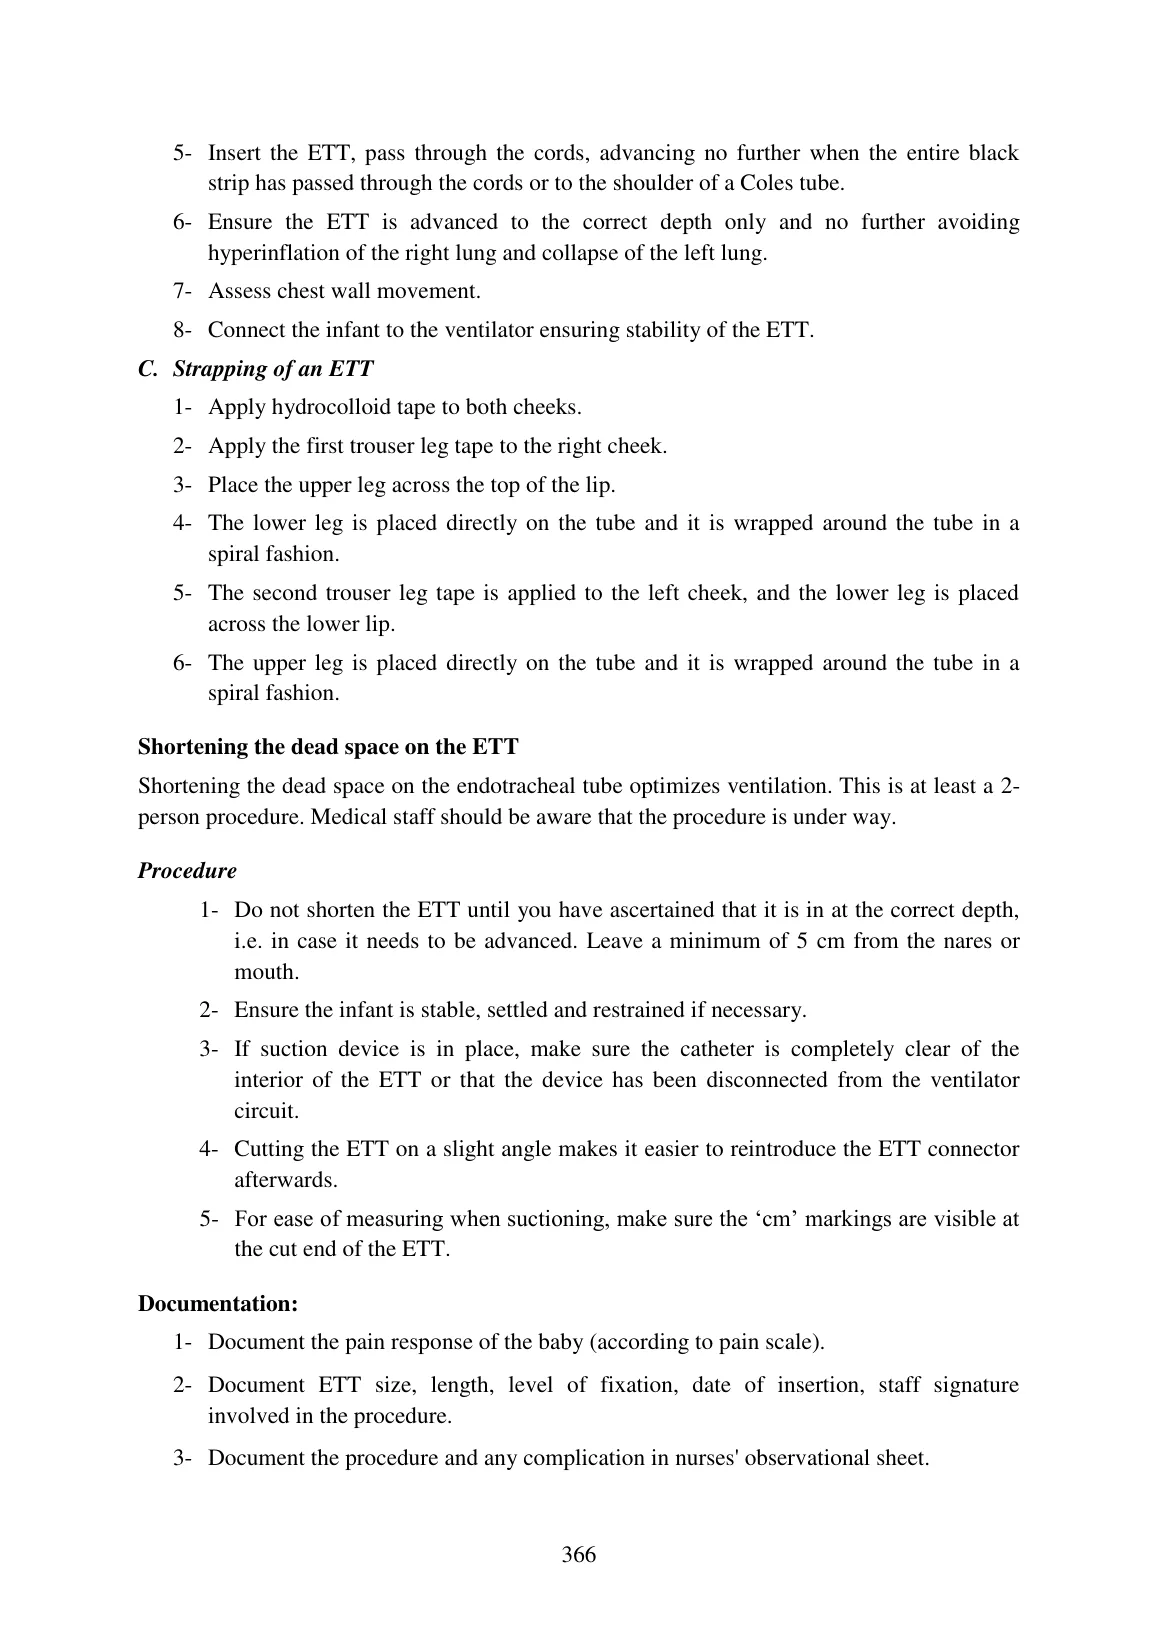 5- Insert the ETT, pass through the cords, advancing no further when the entire black
strip has passed through the cords or to the shoulder of a Coles tube.
6- Ensure the ETT is advanced to the correct depth only and no further avoiding
hyperinflation of the right lung and collapse of the left lung.
7- Assess chest wall movement.
8- Connect the infant to the ventilator ensuring stability of the ETT.
C. Strapping of an ETT
1- Apply hydrocolloid tape to both cheeks.
2- Apply the first trouser leg tape to the right cheek.
3- Place the upper leg across the top of the lip.
4- The lower leg is placed directly on the tube and it is wrapped around the tube in a
spiral fashion.
5- The second trouser leg tape is applied to the left cheek, and the lower leg is placed
across the lower lip.
6- The upper leg is placed directly on the tube and it is wrapped around the tube in a
spiral fashion.
Shortening the dead space on the ETT
Shortening the dead space on the endotracheal tube optimizes ventilation. This is at least a 2-
person procedure. Medical staff should be aware that the procedure is under way.
Procedure
1- Do not shorten the ETT until you have ascertained that it is in at the correct depth,
i.e. in case it needs to be advanced. Leave a minimum of 5 cm from the nares or
mouth.
2- Ensure the infant is stable, settled and restrained if necessary.
3- If suction device is in place, make sure the catheter is completely clear of the
interior of the ETT or that the device has been disconnected from the ventilator
circuit.
4- Cutting the ETT on a slight angle makes it easier to reintroduce the ETT connector
afterwards.
5- For ease of measuring when suctioning, make sure the ‘cm’ markings are visible at
the cut end of the ETT.
Documentation:
1- Document the pain response of the baby (according to pain scale).
2- Document ETT size, length, level of fixation, date of insertion, staff signature
involved in the procedure.
3- Document the procedure and any complication in nurses' observational sheet.
366